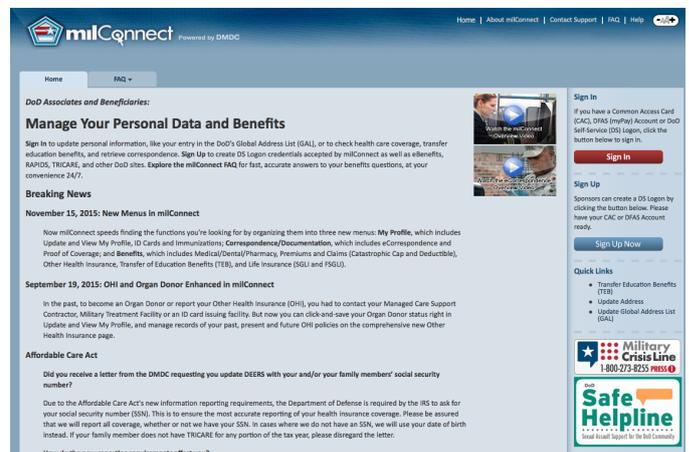 Home | About milConnect | Contact Support | FAQ | Help
milConnect Powered by DMDC
Home
FAQ
DoD Associates and Beneficiaries:
Manage Your Personal Data and Benefits
Sign In to update personal information, like your entry in the DoD's Global Address List (GAL), or to check health care coverage, transfer
education benefits, and retrieve correspondence. Sign Up to create DS Logon credentials accepted by milConnect as well as eBenefits,
RAPIDS, TRICARE, and other DoD sites. Explore the milConnect FAQ for fast, accurate answers to your benefits questions, at your
convenience 24/7.
Watch the milConnect
Overview Video
Watch the eCorrespondence
Overview Video
Breaking News
November 15, 2015: New Menus in milConnect
Now milConnect speeds finding the functions you're looking for by organizing them into three new menus: My Profile, which includes
Update and View My Profile, ID Cards and Immunizations; Correspondence/Documentation, which includes eCorrespondence and
Proof of Coverage; and Benefits, which includes Medical/Dental/Pharmacy, Premiums and Claims (Catastrophic Cap and Deductible),
Other Health Insurance, Transfer of Education Benefits (TEB), and Life Insurance (SGLI and FSGLI).
September 19, 2015: OHI and Organ Donor Enhanced in milConnect
In the past, to become an Organ Donor or report your Other Health Insurance (OHI), you had to contact your Managed Care Support
Contractor, Military Treatment Facility or an ID card issuing facility. But now you can click-and-save your Organ Donor status right in
Update and View My Profile, and manage records of your past, present and future OHI policies on the comprehensive new Other
Health Insurance page.
Affordable Care Act
Did you receive a letter from the DMDC requesting you update DEERS with your and/or your family members' social security
number?
Due to the Affordable Care Act's new information reporting requirements, the Department of Defense is required by the IRS to ask for
your social security number (SSN). This is to ensure the most accurate reporting of your health insurance coverage. Please be assured
that we will report all coverage, whether or not we have your SSN. In cases where we do not have an SSN, we will use your date of birth
instead. If your family member does not have TRICARE for any portion of the tax year, please disregard the letter.
Sign In
If you have a Common Access Card
(CAC), DFAS (myPay) Account or DoD
Self-Service (DS) Logon, click the
button below to sign in.
Sign In
Sign Up
Sponsors can create a DS Logon by
clicking the button below. Please
have your CAC or DFAS Account
ready.
Sign Up Now
Quick Links
Transfer Education Benefits
(TEB)
Update Address
Update Global Address List
(GAL)
Military
Crisis Line
1-800-273-8255 PRESS 1
DoD
Safe
Helpline
Sexual Assault Support for the DoD Community